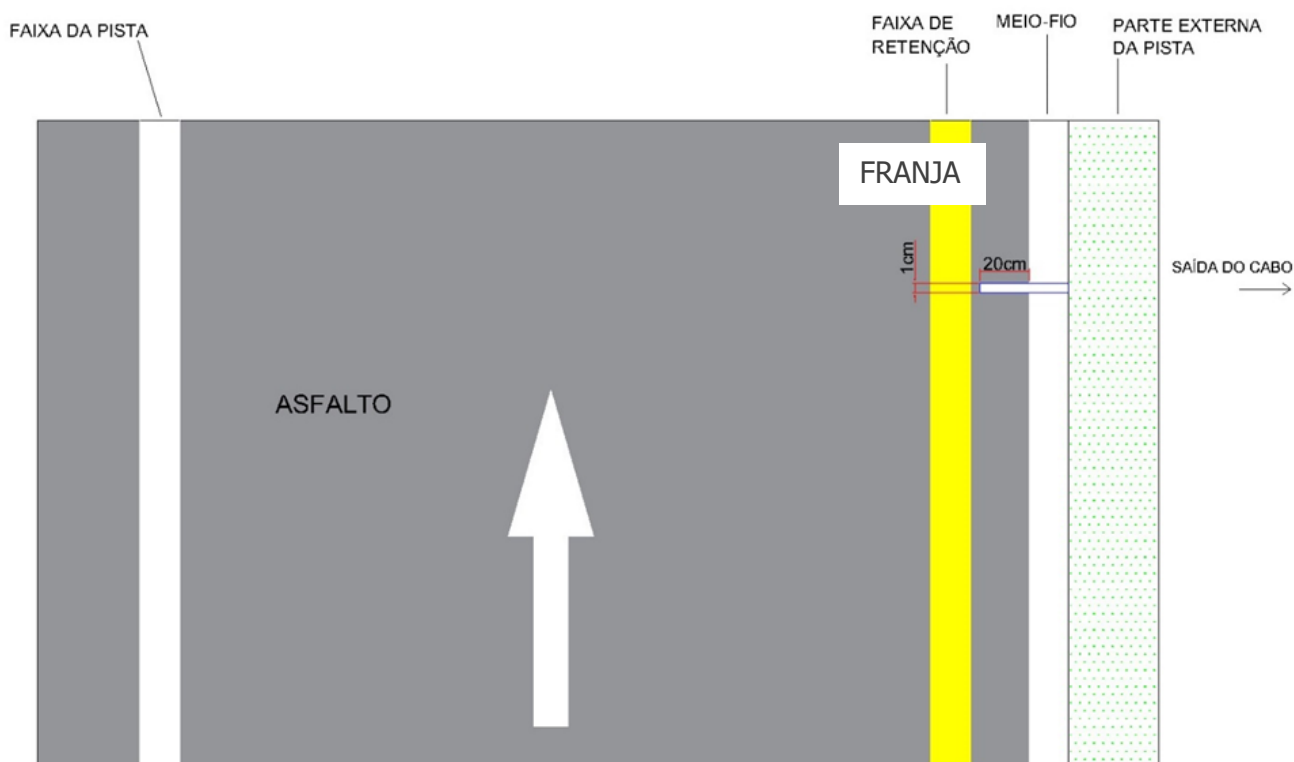 FAIXA DA PISTA
FAIXA DE
RETENÇÃO
MEIO-FIO
PARTE EXTERNA
DA PISTA
FRANJA
1cm
20cm
SAÍDA DO CABO
ASFALTO